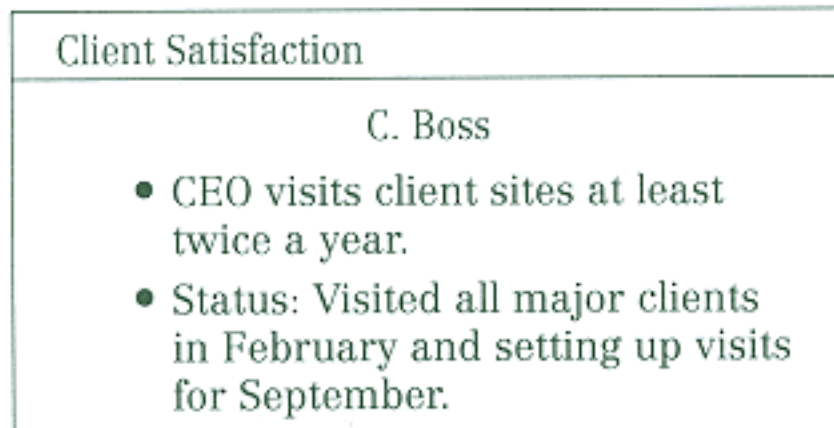 Client Satisfaction
C. Boss
• CEO visits client sites at least
twice a year.
• Status: Visited all major clients
in February and setting up visits
for September.